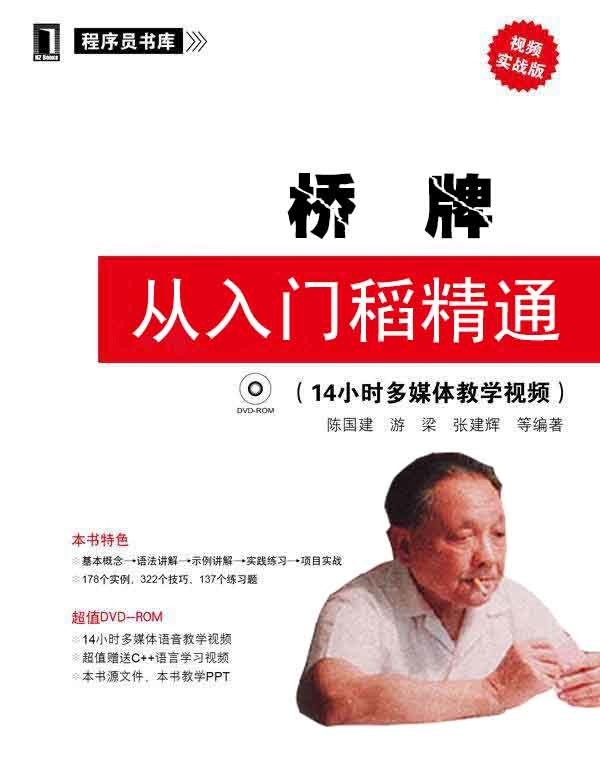 HZ Books
程序员书库
视频
实战版
桥 牌
从入门稻精通
DVD-ROM
(14小时多媒体教学视频)
陈国建 游 梁 张建辉 等编著
本书特色
※基本概念→语法讲解→示例讲解→实践练习→项目实战
※178个实例、322个技巧、137个练习题
超值DVD-ROM
※14小时多媒体语音教学视频
※超值赠送C++语言学习视频
※本书源文件、本书教学PPT